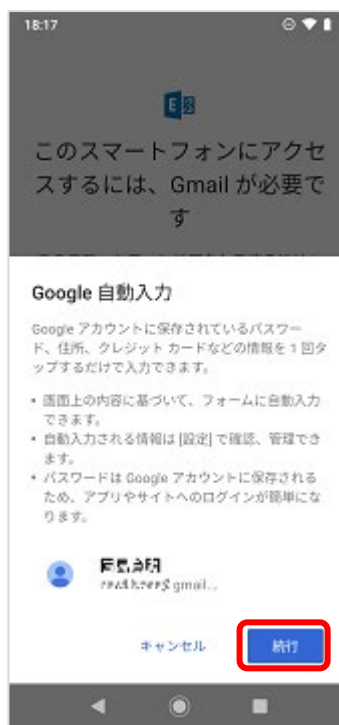 18:17
E
このスマートフォンにアクセ
スするには、Gmail が必要で
す
Google 自動入力
Google アカウントに保存されているパスワー
ド、住所、クレジット カードなどの情報を 1 回タ
ップするだけで入力できます。
• 画面上の内容に基づいて、フォームに自動入力
できます。
• 自動入力される情報は [設定] で確認、管理でき
ます。
• パスワードは Google アカウントに保存される
ため、アプリやサイトへのログインが簡単にな
ります。
gmail...
キャンセル
続行